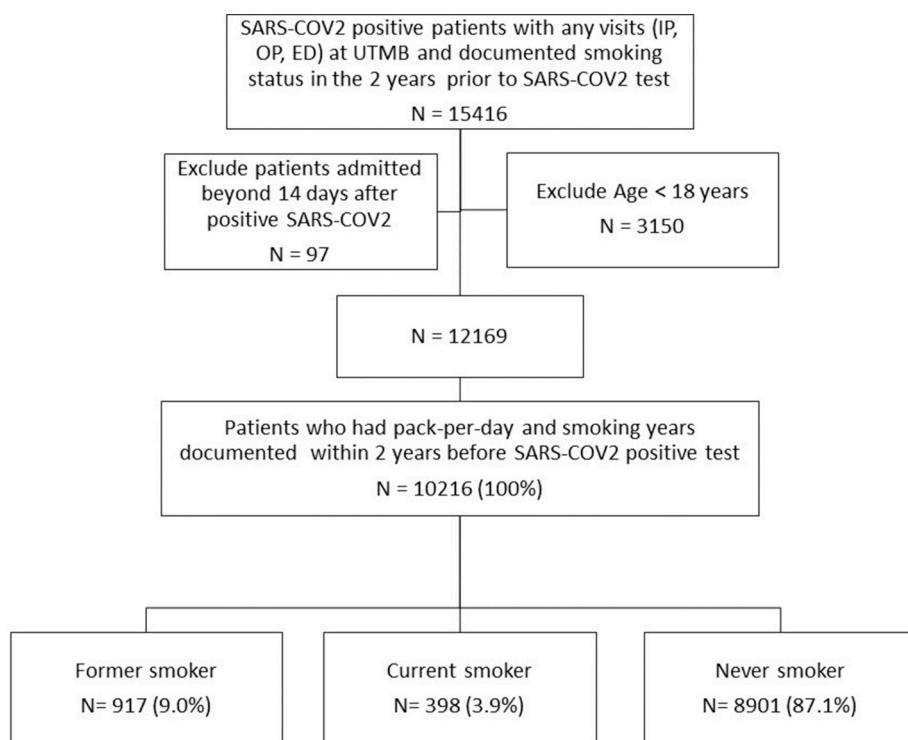 SARS-COV2 positive patients with any visits (IP,
OP, ED) at UTMB and documented smoking
status in the 2 years prior to SARS-COV2 test
N = 15416
Exclude patients admitted
beyond 14 days after
positive SARS-COV2
N = 97
Exclude Age < 18 years
N = 3150
N = 12169
Patients who had pack-per-day and smoking years
documented within 2 years before SARS-COV2 positive test
N = 10216 (100%)
Former smoker
N= 917 (9.0%)
Current smoker
N= 398 (3.9%)
Never smoker
N= 8901 (87.1%)